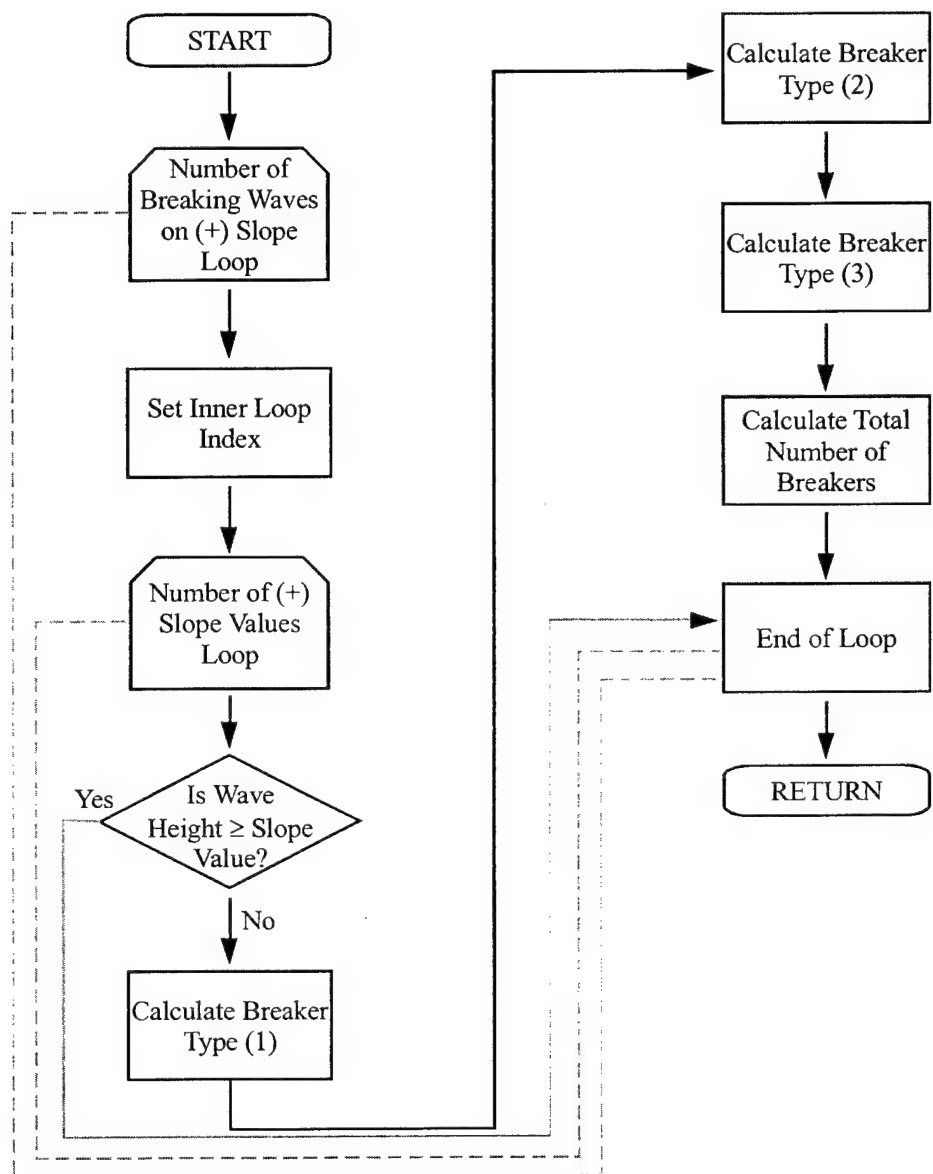 START
Number of
Breaking Waves
on (+) Slope
Loop
Set Inner Loop
Index
Number of (+)
Slope Values
Loop
Yes
Is Wave
Height ≥ Slope
Value?
No
Calculate Breaker
Type (1)
Calculate Breaker
Type (2)
Calculate Breaker
Type (3)
Calculate Total
Number of
Breakers
End of Loop
RETURN